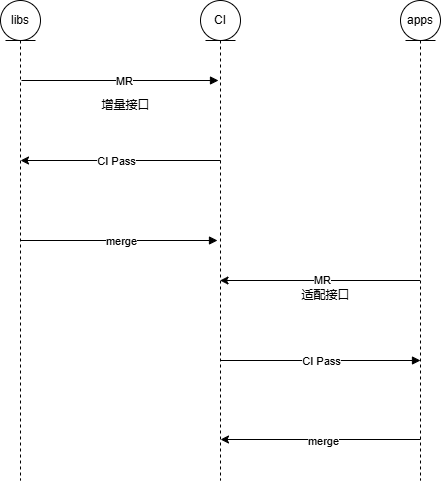 libs
CI
apps
MR
增量接口
CI Pass
merge
MR
适配接口
CI Pass
merge